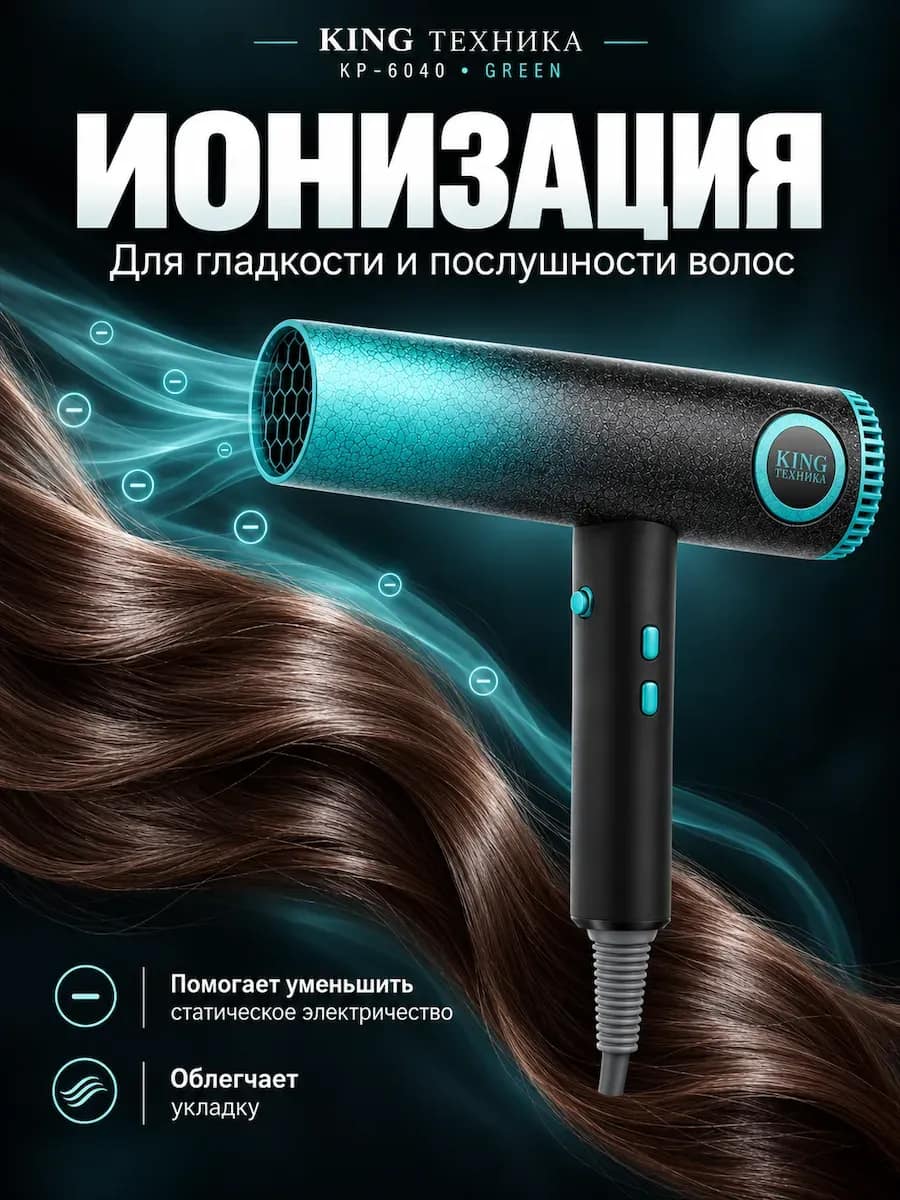 KING ТЕХНИКА
KP-6040 • GREEN
ИОНИЗАЦИЯ
Для гладкости и послушности волос
KING
ТЕХНИКА
Помогает уменьшить
статическое электричество
Облегчает
укладку